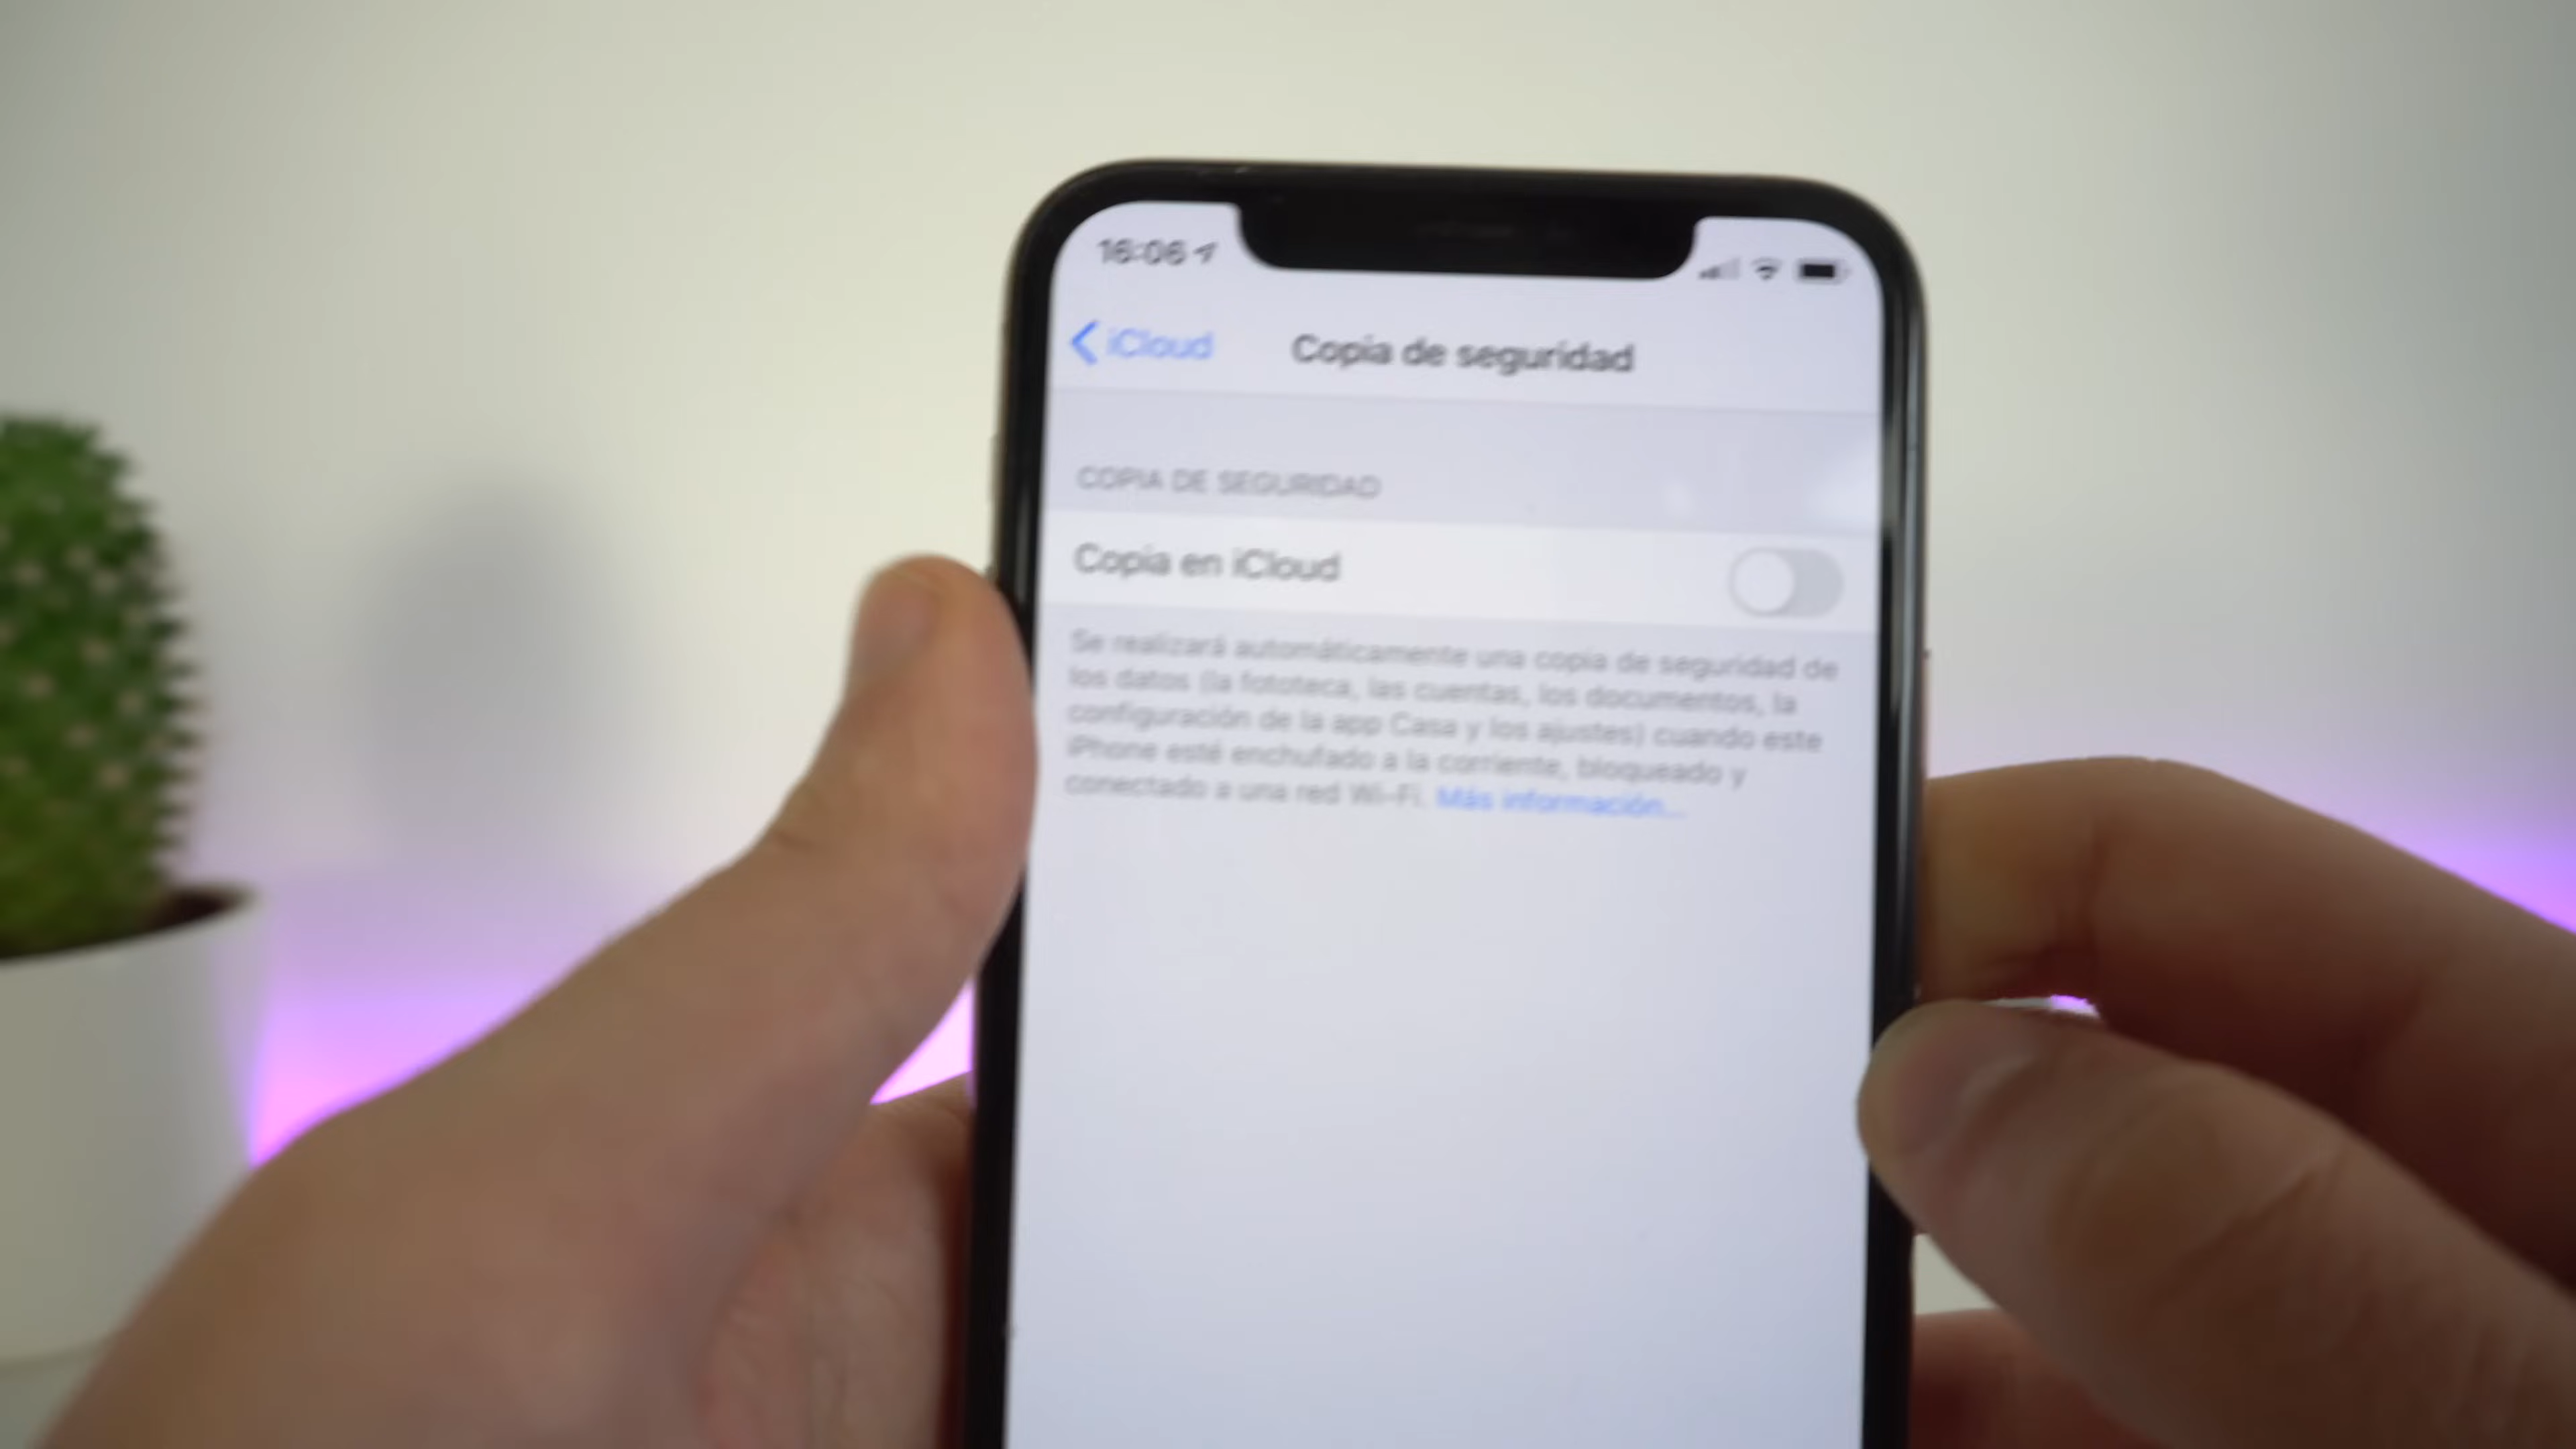 16:06
iCloud
Copia de seguridad
COPIA DE SEGURIDAD
Copia en iCloud
Se realizará automáticamente una copia de seguridad de
los datos (la fototeca, las cuentas, los documentos, la
configuración de la app Casa y los ajustes) cuando este
iPhone esté enchufado a la corriente, bloqueado y
conectado a una red Wi-Fi. Más información...